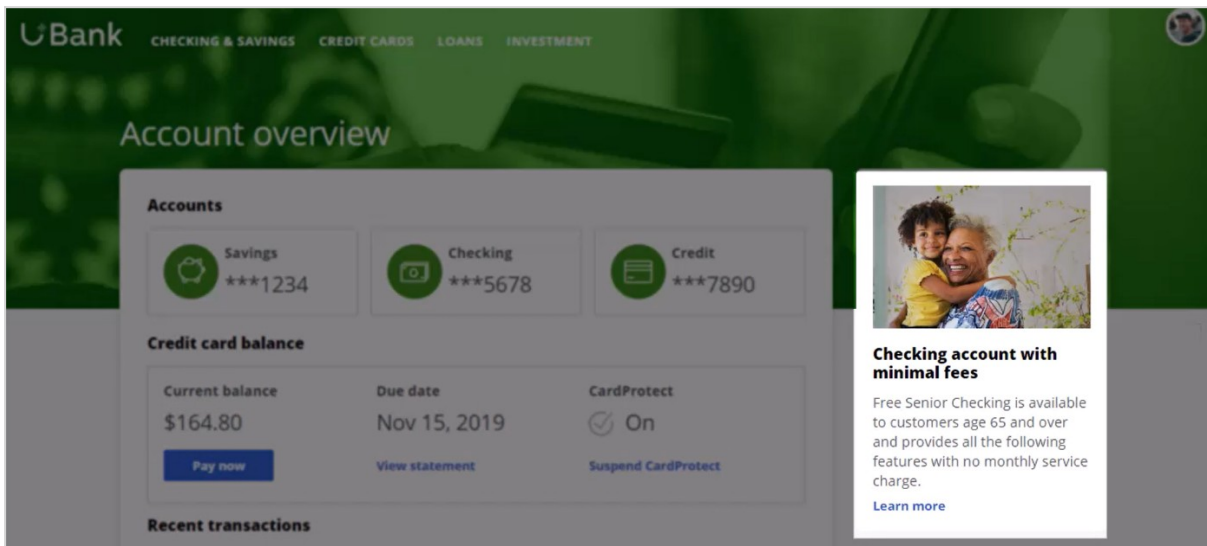 U+Bank CHECKING & SAVINGS CREDIT CARDS LOANS INVESTMENT
Account overview
Accounts
Savings
***1234
Checking
***5678
Credit
***7890
Credit card balance
Current balance
$164.80
Pay now
Due date
Nov 15, 2019
View statement
CardProtect
On
Suspend CardProtect
Recent transactions
Checking account with
minimal fees
Free Senior Checking is available
to customers age 65 and over
and provides all the following
features with no monthly service
charge.
Learn more